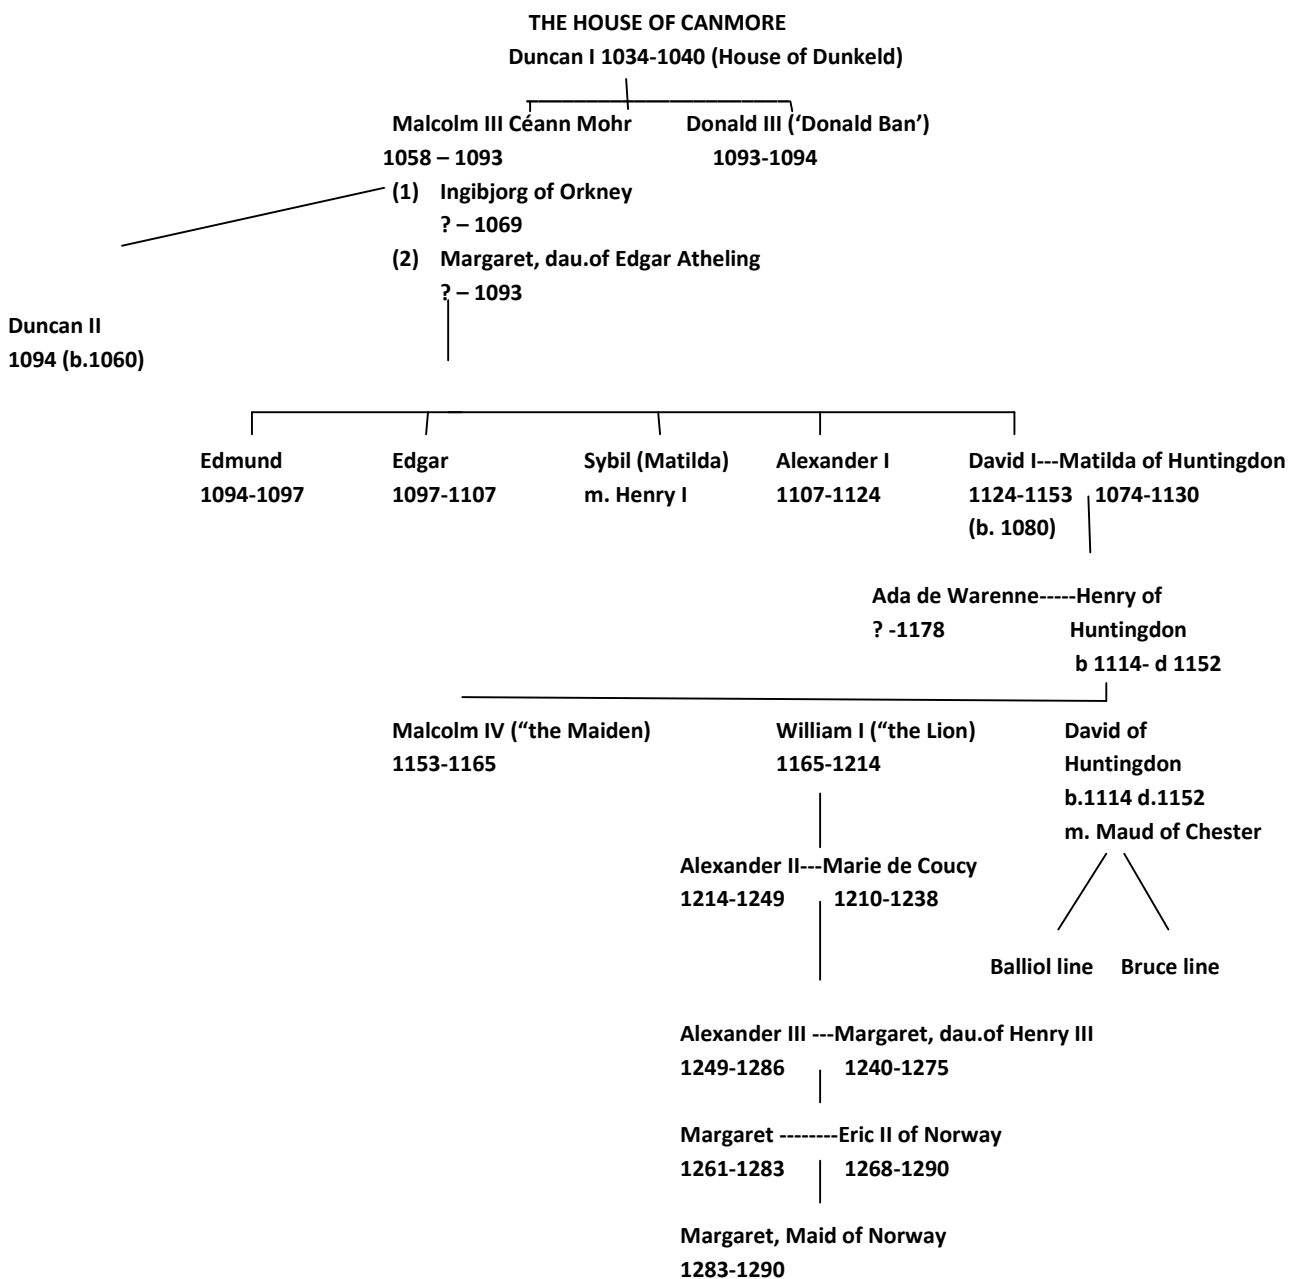 THE HOUSE OF CANMORE
Duncan I 1034-1040 (House of Dunkeld)
Malcolm III Céann Mohr
1058 – 1093
Donald III (‘Donald Ban’)
1093-1094
(1) Ingibjorg of Orkney
? – 1069
(2) Margaret, dau.of Edgar Atheling
? – 1093
Duncan II
1094 (b.1060)
Edmund
1094-1097
Edgar
1097-1107
Sybil (Matilda)
m. Henry I
Alexander I
1107-1124
David I---Matilda of Huntingdon
1124-1153 1074-1130
(b. 1080)
Ada de Warenne-----Henry of
? -1178 Huntingdon
b 1114- d 1152
Malcolm IV (“the Maiden)
1153-1165
William I (“the Lion)
1165-1214
David of
Huntingdon
b.1114 d.1152
m. Maud of Chester
Alexander II---Marie de Coucy
1214-1249 1210-1238
Balliol line Bruce line
Alexander III ---Margaret, dau.of Henry III
1249-1286 1240-1275
Margaret --------Eric II of Norway
1261-1283 1268-1290
Margaret, Maid of Norway
1283-1290